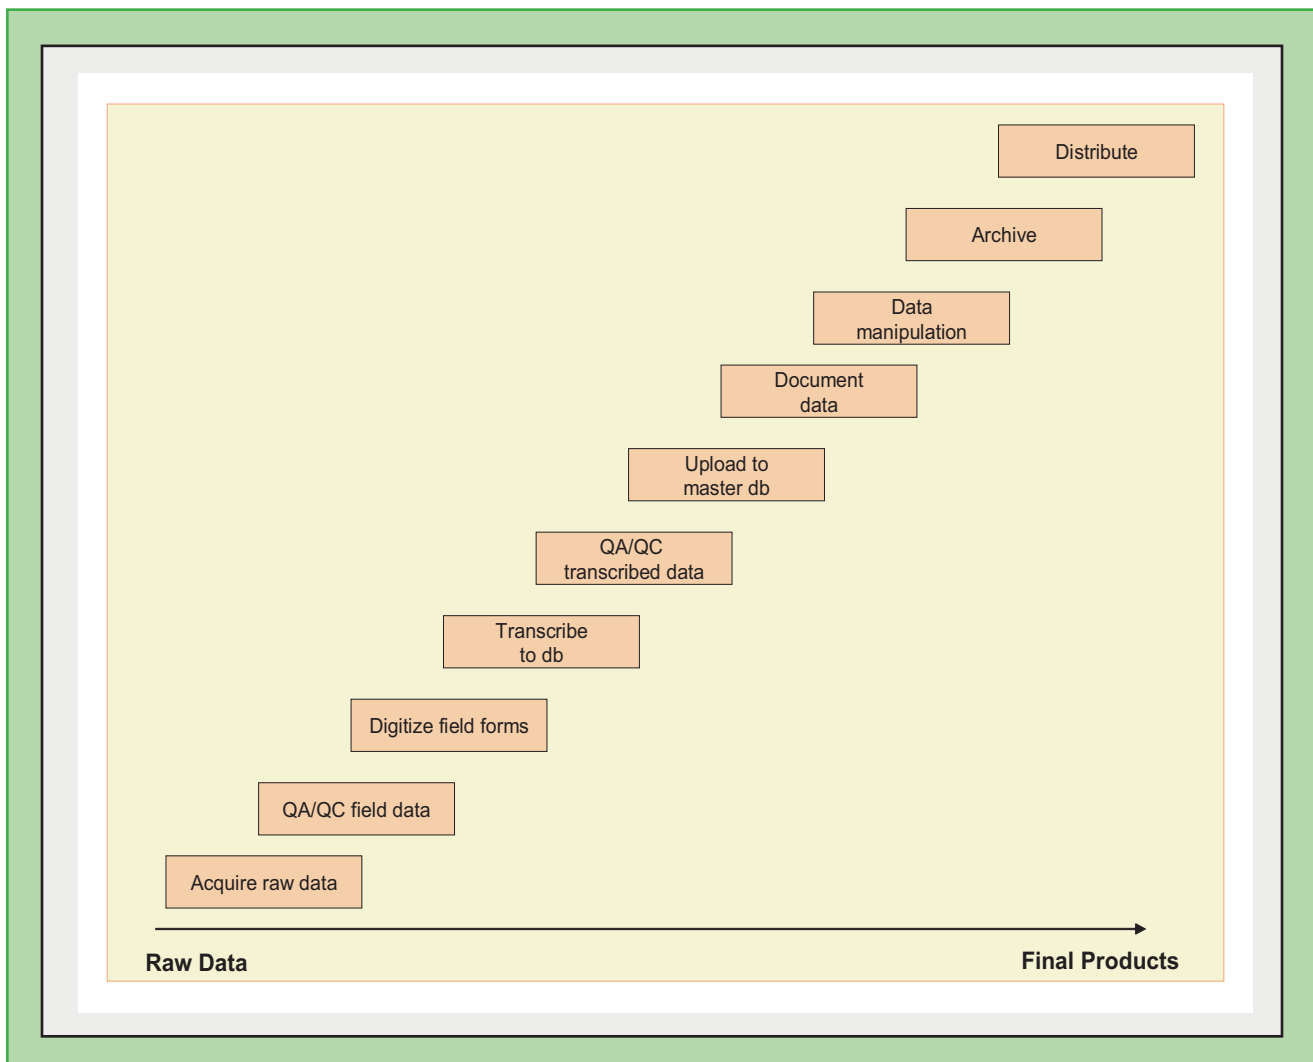 Distribute
Archive
Data
manipulation
Document
data
Upload to
master db
QA/QC
transcribed data
Transcribe
to db
Digitize field forms
QA/QC field data
Acquire raw data
Raw Data
Final Products